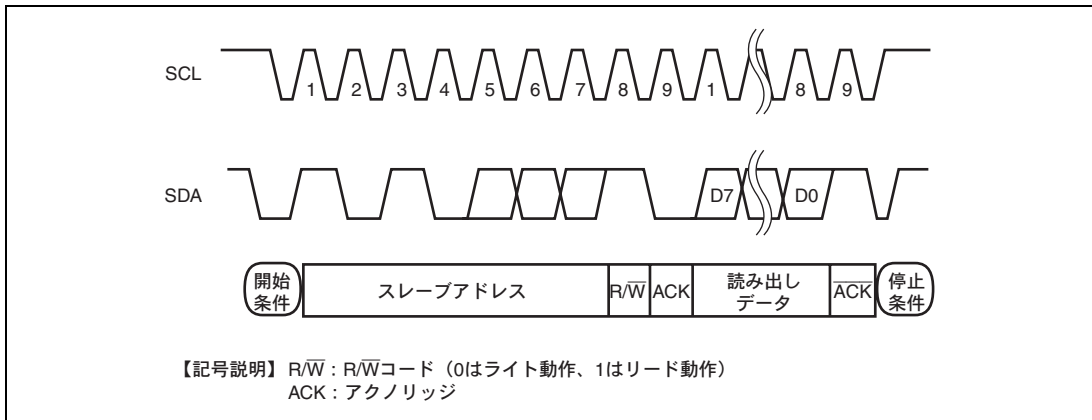 SCL
1 2 3 4 5 6 7 8 9 1 8 9
SDA
D7 D0
開始条件 スレーブアドレス R/W̅ ACK 読み出しデータ A̅C̅K̅ 停止条件
【記号説明】 R/W̅：R/W̅コード（0はライト動作、1はリード動作）
ACK：アクノリッジ